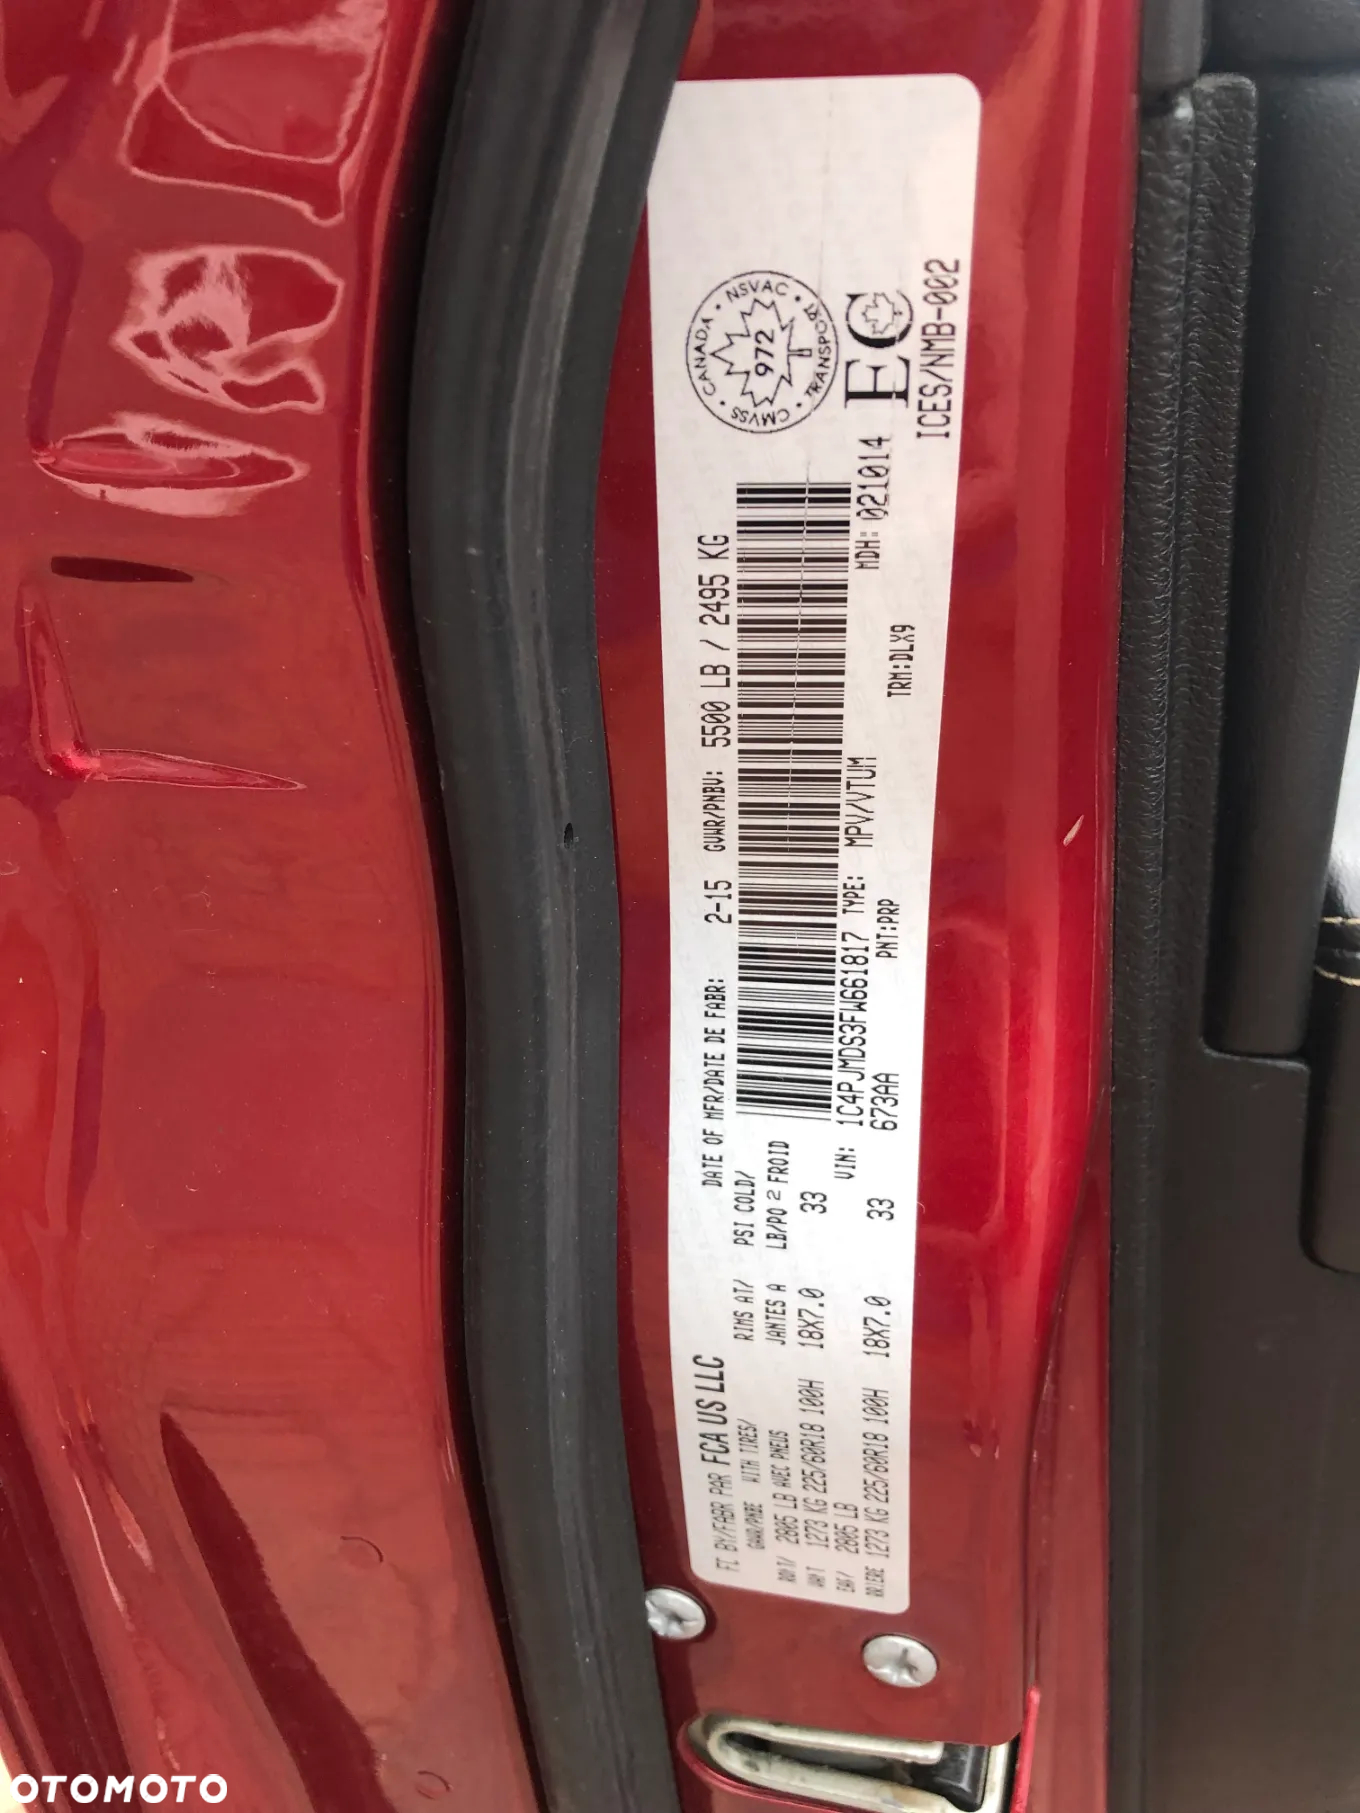 FCA US LLC
DATE OF MFR/DATE DE FABR: 2-15 GVWR/PNBV: 5500 LB / 2495 KG
WITH TIRES/ RIMS AT/ PSI COLD/
AVEC PNEUS JANTES A LB/PO 2 FROID
2805 LB
1273 KG 225/60R18 100H 18X7.0 33
2805 LB
1273 KG 225/60R18 100H 18X7.0 33
VIN: 1C4PJMDS3FW661817 TYPE: MPV/VTUM
673AA PNT:PRP TRM:DLX9
MDH: 021014
CANADA · NSVAC · TRANSPORT · CMVSS ·
972
EC
ICES/NMB-002
OTOMOTO